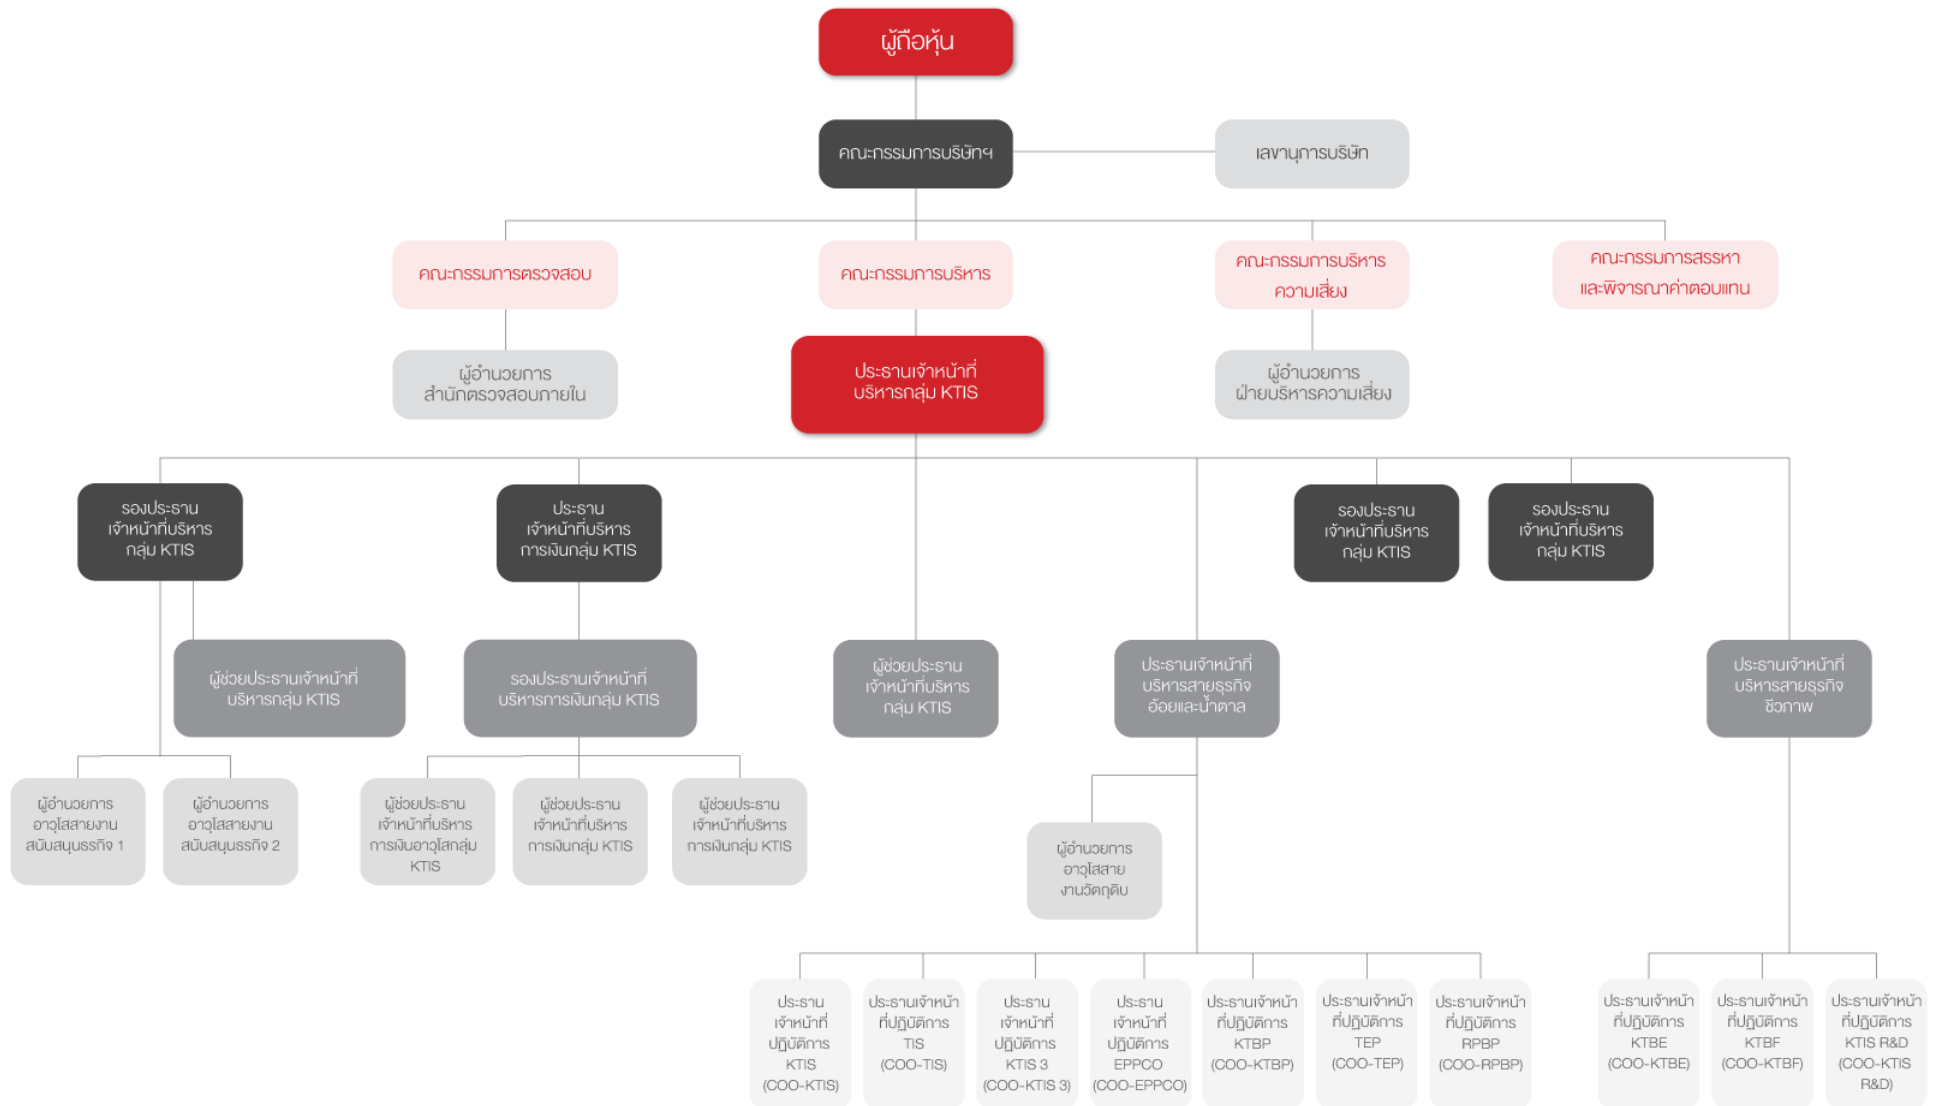 ผู้ถือหุ้น
คณะกรรมการบริษัทฯ
เลขานุการบริษัท
คณะกรรมการตรวจสอบ
คณะกรรมการบริหาร
คณะกรรมการบริหาร
ความเสี่ยง
คณะกรรมการสรรหา
และพิจารณาค่าตอบแทน
ผู้อำนวยการ
สำนักตรวจสอบภายใน
ประธานเจ้าหน้าที่
บริหารกลุ่ม KTIS
ผู้อำนวยการ
ฝ่ายบริหารความเสี่ยง
รองประธาน
เจ้าหน้าที่บริหาร
กลุ่ม KTIS
ประธาน
เจ้าหน้าที่บริหาร
การเงินกลุ่ม KTIS
รองประธาน
เจ้าหน้าที่บริหาร
กลุ่ม KTIS
รองประธาน
เจ้าหน้าที่บริหาร
กลุ่ม KTIS
ผู้ช่วยประธานเจ้าหน้าที่
บริหารกลุ่ม KTIS
รองประธานเจ้าหน้าที่
บริหารการเงินกลุ่ม KTIS
ผู้ช่วยประธาน
เจ้าหน้าที่บริหาร
กลุ่ม KTIS
ประธานเจ้าหน้าที่
บริหารสายธุรกิจ
อ้อยและน้ำตาล
ประธานเจ้าหน้าที่
บริหารสายธุรกิจ
ชีวภาพ
ผู้อำนวยการ
อาวุโสสายงาน
สนับสนุนธรกิจ 1
ผู้อำนวยการ
อาวุโสสายงาน
สนับสนุนธรกิจ 2
ผู้ช่วยประธาน
เจ้าหน้าที่บริหาร
การเงินอาวุโสกลุ่ม
KTIS
ผู้ช่วยประธาน
เจ้าหน้าที่บริหาร
การเงินกลุ่ม KTIS
ผู้ช่วยประธาน
เจ้าหน้าที่บริหาร
การเงินกลุ่ม KTIS
ผู้อำนวยการ
อาวุโสสาย
งานวัตถุดิบ
ประธาน
เจ้าหน้าที่
ปฏิบัติการ
KTIS
(COO-KTIS)
ประธานเจ้าหน้า
ที่ปฏิบัติการ
TIS
(COO-TIS)
ประธาน
เจ้าหน้าที่
ปฏิบัติการ
KTIS 3
(COO-KTIS 3)
ประธาน
เจ้าหน้าที่
ปฏิบัติการ
EPPCO
(COO-EPPCO)
ประธานเจ้าหน้า
ที่ปฏิบัติการ
KTBP
(COO-KTBP)
ประธานเจ้าหน้า
ที่ปฏิบัติการ
TEP
(COO-TEP)
ประธานเจ้าหน้า
ที่ปฏิบัติการ
RPBP
(COO-RPBP)
ประธานเจ้าหน้า
ที่ปฏิบัติการ
KTBE
(COO-KTBE)
ประธานเจ้าหน้า
ที่ปฏิบัติการ
KTBF
(COO-KTBF)
ประธานเจ้าหน้า
ที่ปฏิบัติการ
KTIS R&D
(COO-KTIS
R&D)